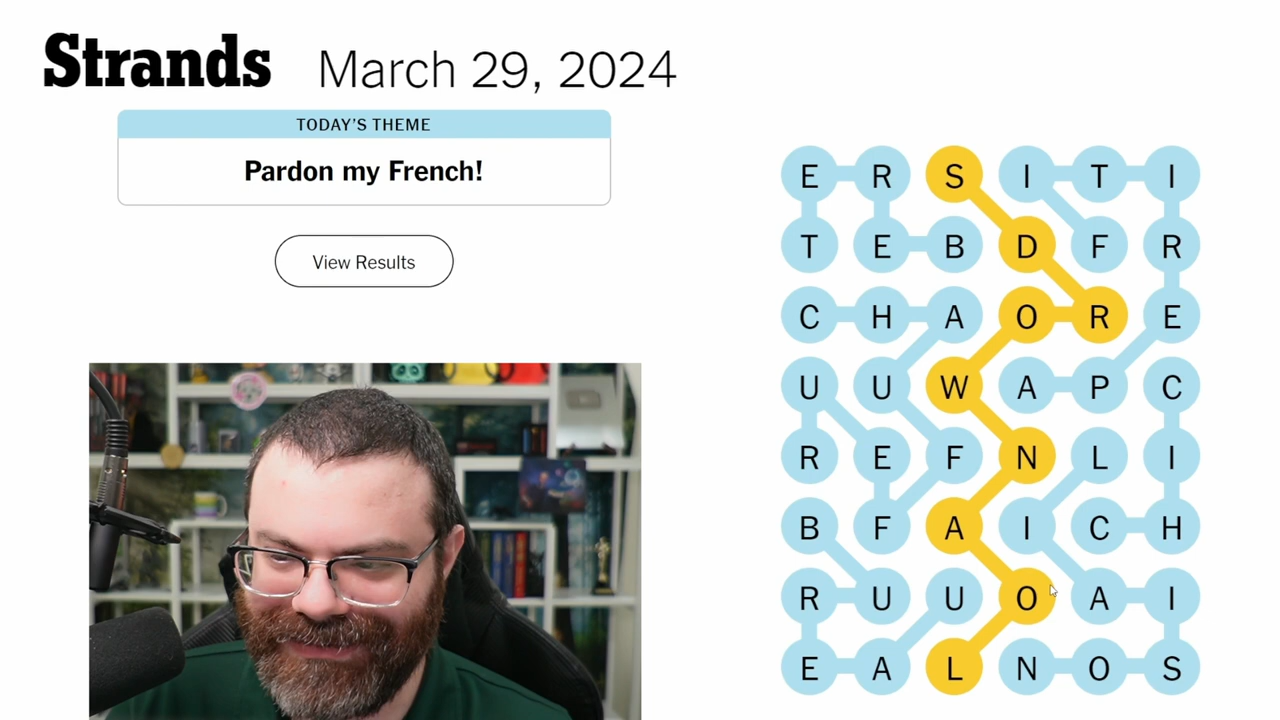 Strands March 29, 2024
TODAY'S THEME
Pardon my French!
View Results
E R S I T I
T E B D F R
C H A O R E
U U W A P C
R E F N L I
B F A I C H
R U U O A I
E A L N O S